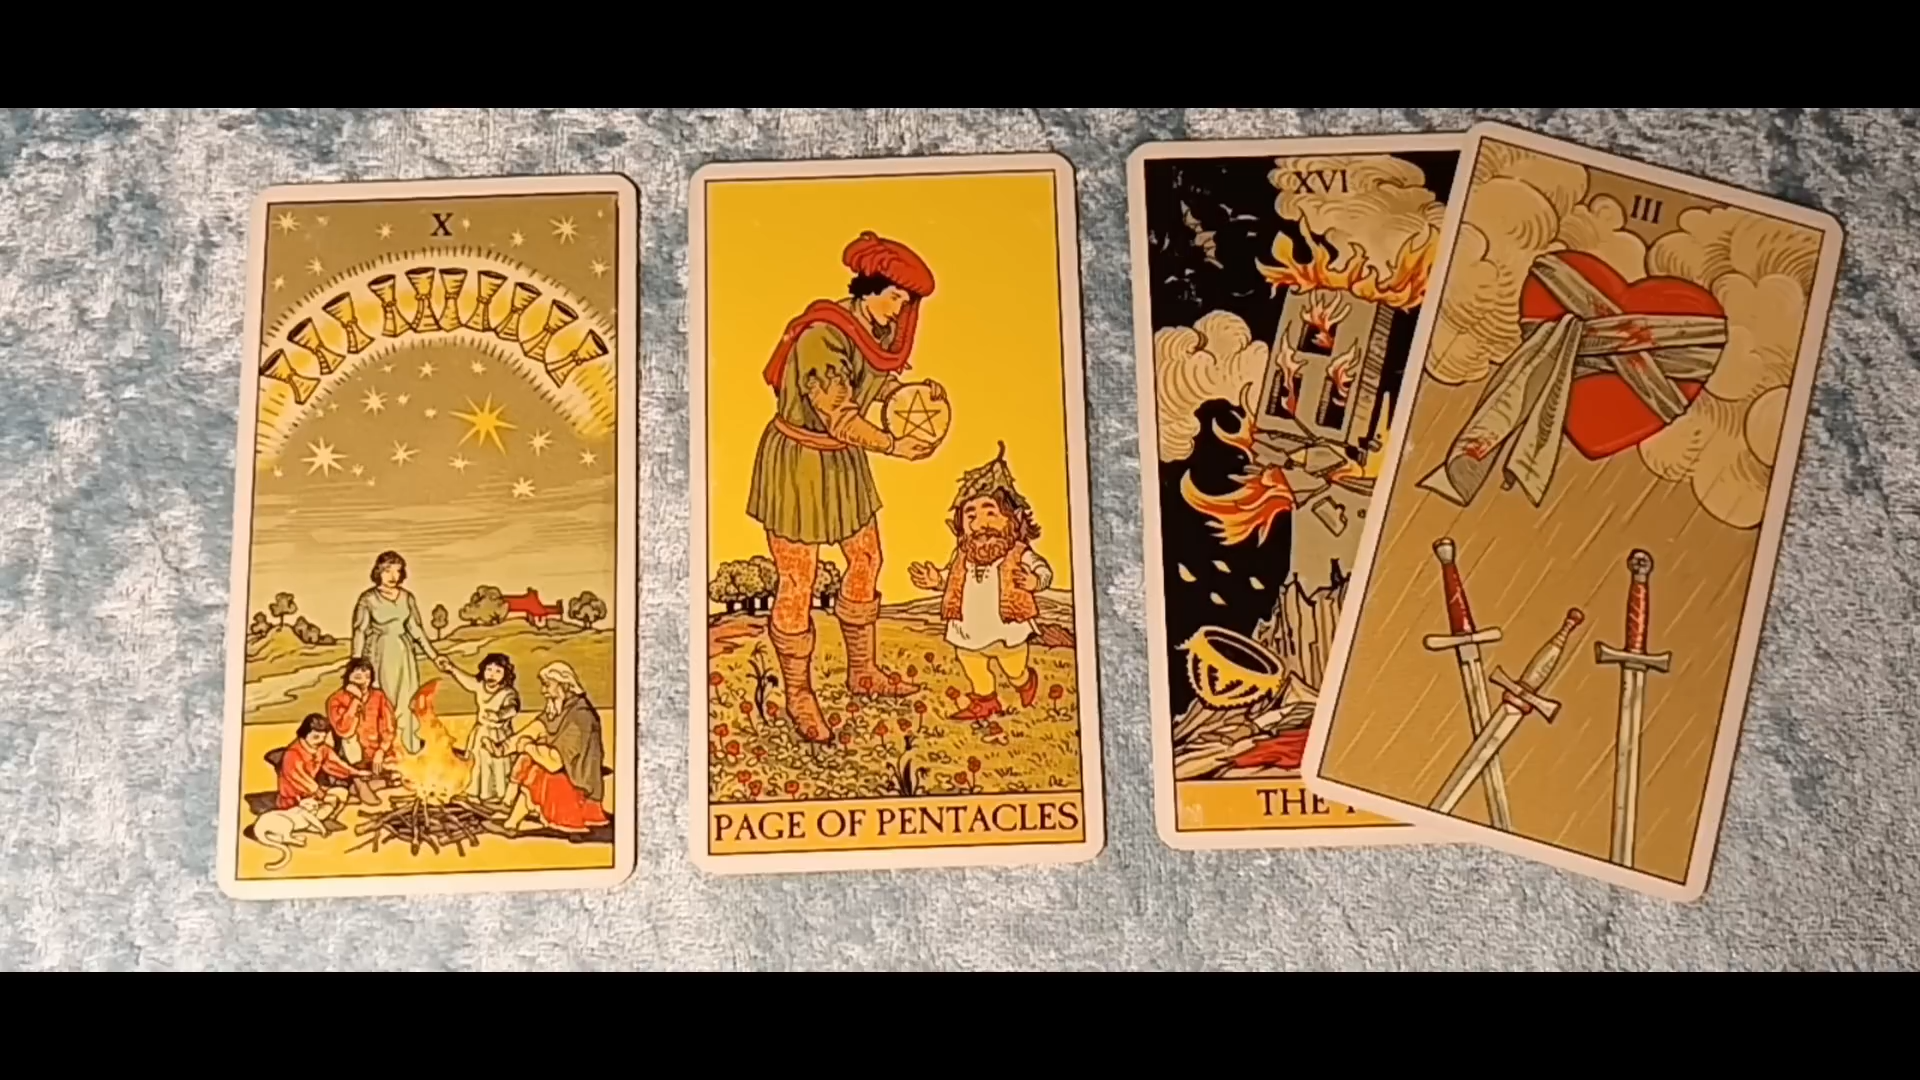 X
PAGE OF PENTACLES
XVI
THE
III